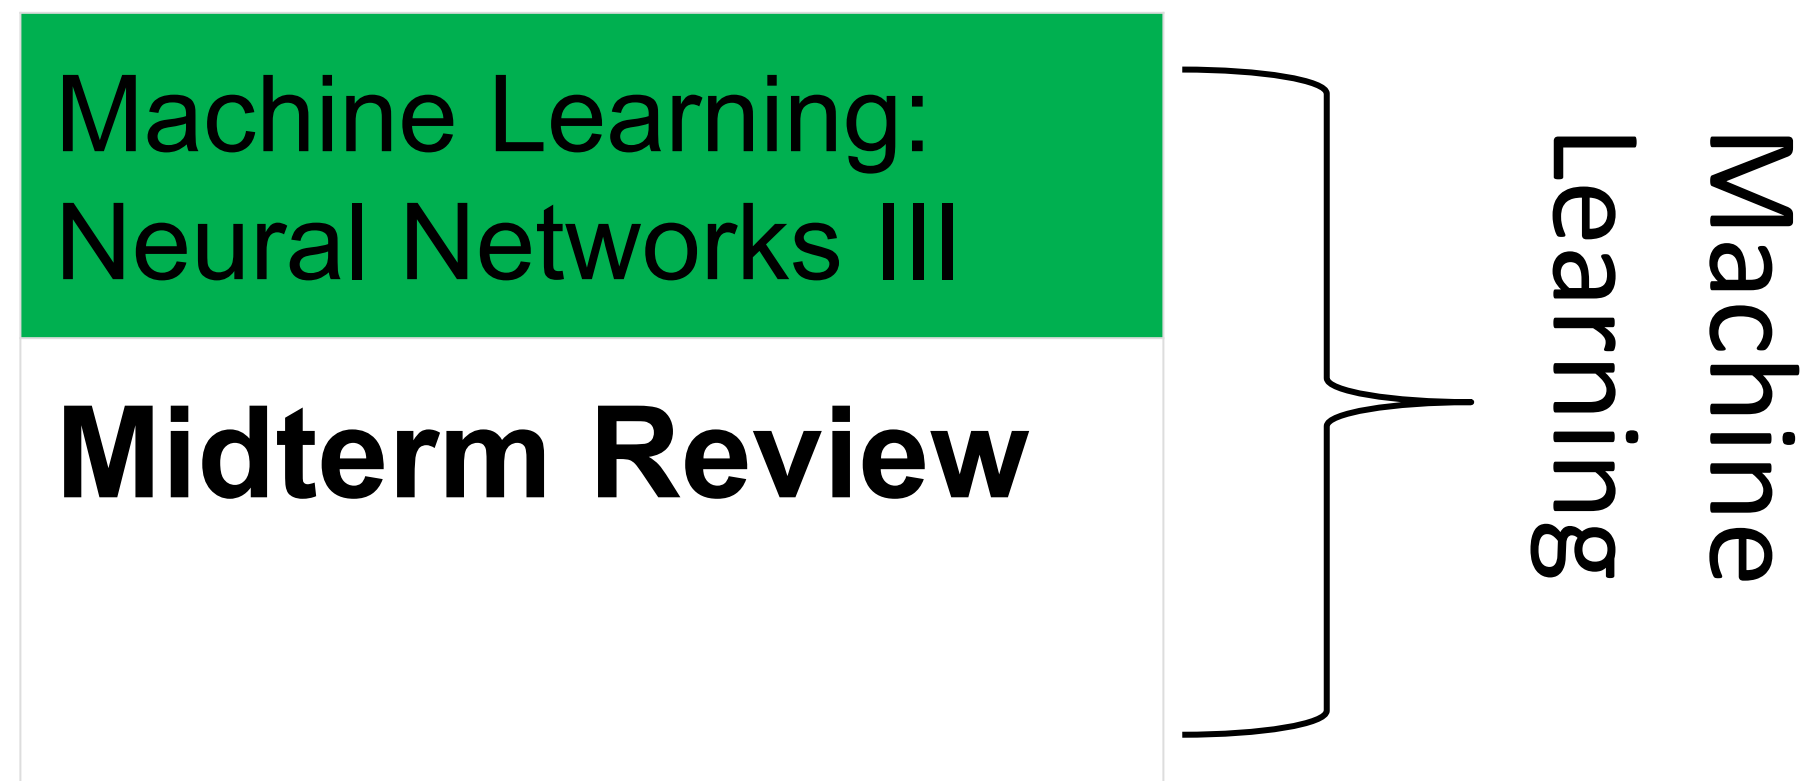 Machine Learning:
Neural Networks III
Midterm Review
Machine
Learning